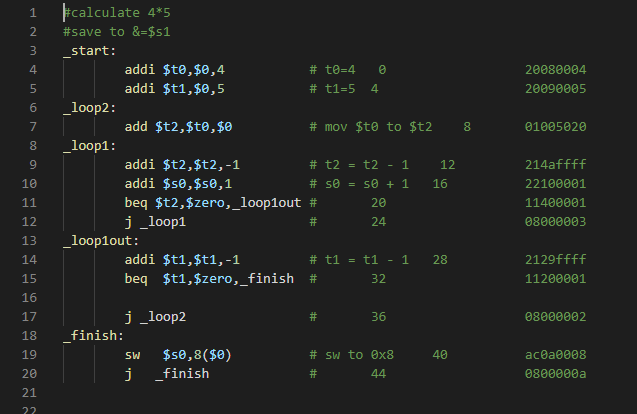 1 #calculate 4*5
2 #save to &=$s1
3 _start:
4 addi $t0,$0,4 # t0=4 0 20080004
5 addi $t1,$0,5 # t1=5 4 20090005
6 _loop2:
7 add $t2,$t0,$0 # mov $t0 to $t2 8 01005020
8 _loop1:
9 addi $t2,$t2,-1 # t2 = t2 - 1 12 214affff
10 addi $s0,$s0,1 # s0 = s0 + 1 16 22100001
11 beq $t2,$zero,_loop1out # 20 11400001
12 j _loop1 # 24 08000003
13 _loop1out:
14 addi $t1,$t1,-1 # t1 = t1 - 1 28 2129ffff
15 beq $t1,$zero,_finish # 32 11200001
16
17 j _loop2 # 36 08000002
18 _finish:
19 sw $s0,8($0) # sw to 0x8 40 ac0a0008
20 j _finish # 44 0800000a
21
22